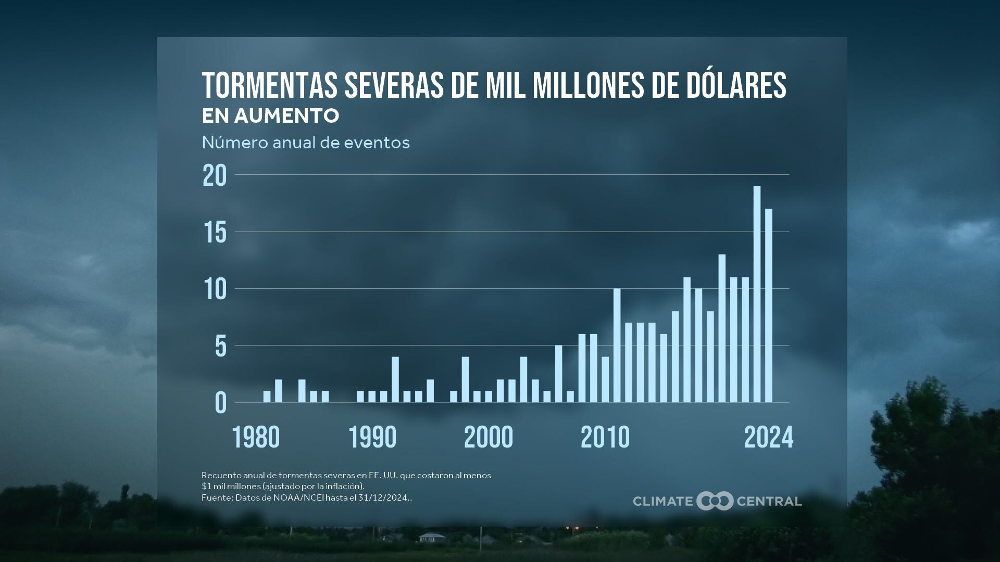 TORMENTAS SEVERAS DE MIL MILLONES DE DÓLARES
EN AUMENTO
Número anual de eventos
20
15
10
5
0
1980 1990 2000 2010 2024
Recuento anual de tormentas severas en EE. UU. que costaron al menos
$1 mil millones (ajustado por la inflación).
Fuente: Datos de NOAA/NCEI hasta el 31/12/2024..
CLIMATE CENTRAL